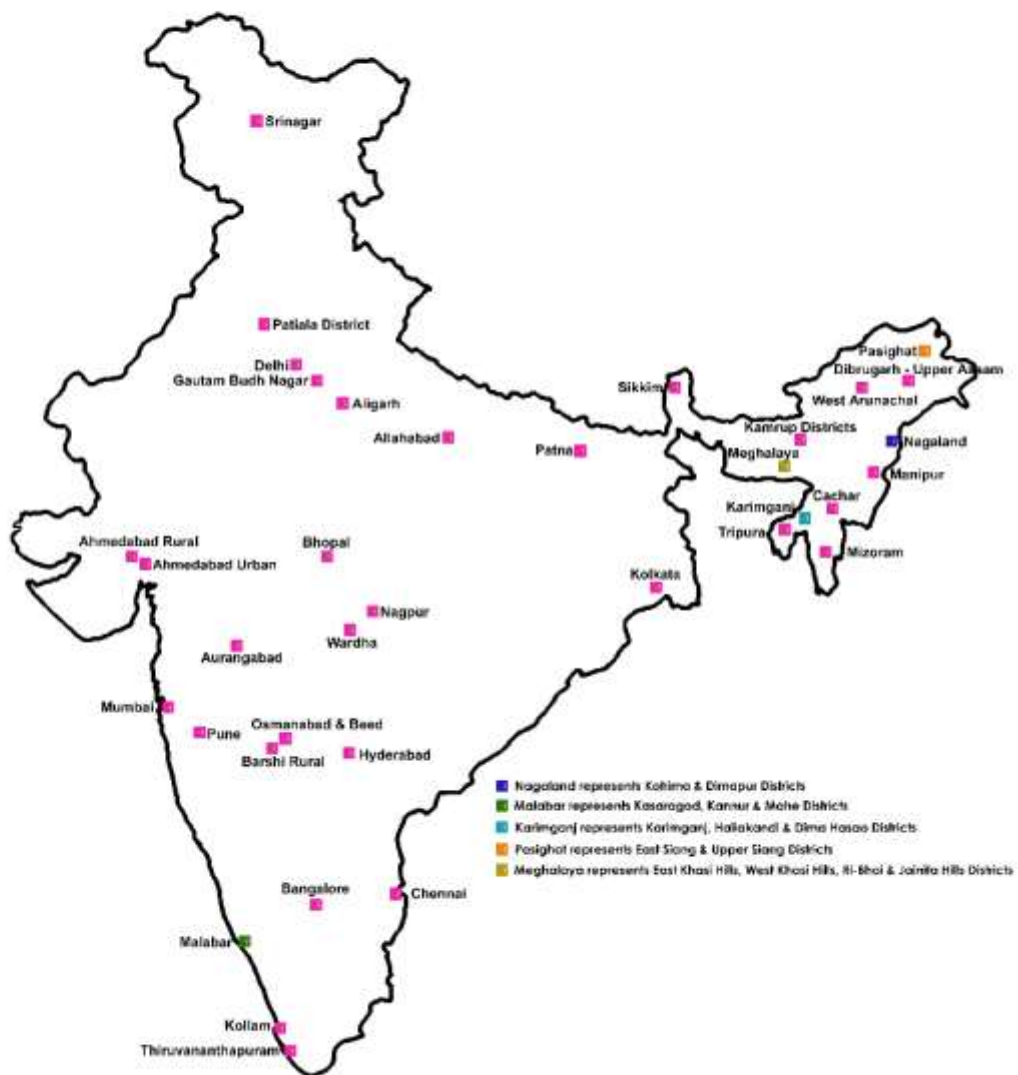 Srinagar
Patiala District
Delhi
Gautam Budh Nagar
Aligarh
Allahabad
Patna
Sikkim
Pasighat
Dibrugarh - Upper Assam
West Arunachal
Kamrup Districts
Nagaland
Meghalaya
Manipur
Cachar
Karimganj
Tripura
Mizoram
Ahmedabad Rural
Ahmedabad Urban
Bhopal
Kolkata
Nagpur
Wardha
Aurangabad
Mumbai
Pune
Osmanabad & Beed
Barshi Rural
Hyderabad
Nagaland represents Kohima & Dimapur Districts
Malabar represents Kasaragod, Kannur & Mahe Districts
Karimganj represents Karimganj, Hailakandi & Dima Hasao Districts
Pasighat represents East Siang & Upper Siang Districts
Meghalaya represents East Khasi Hills, West Khasi Hills, Ri-Bhoi & Jainita Hills Districts
Bangalore
Chennai
Malabar
Kollam
Thiruvananthapuram